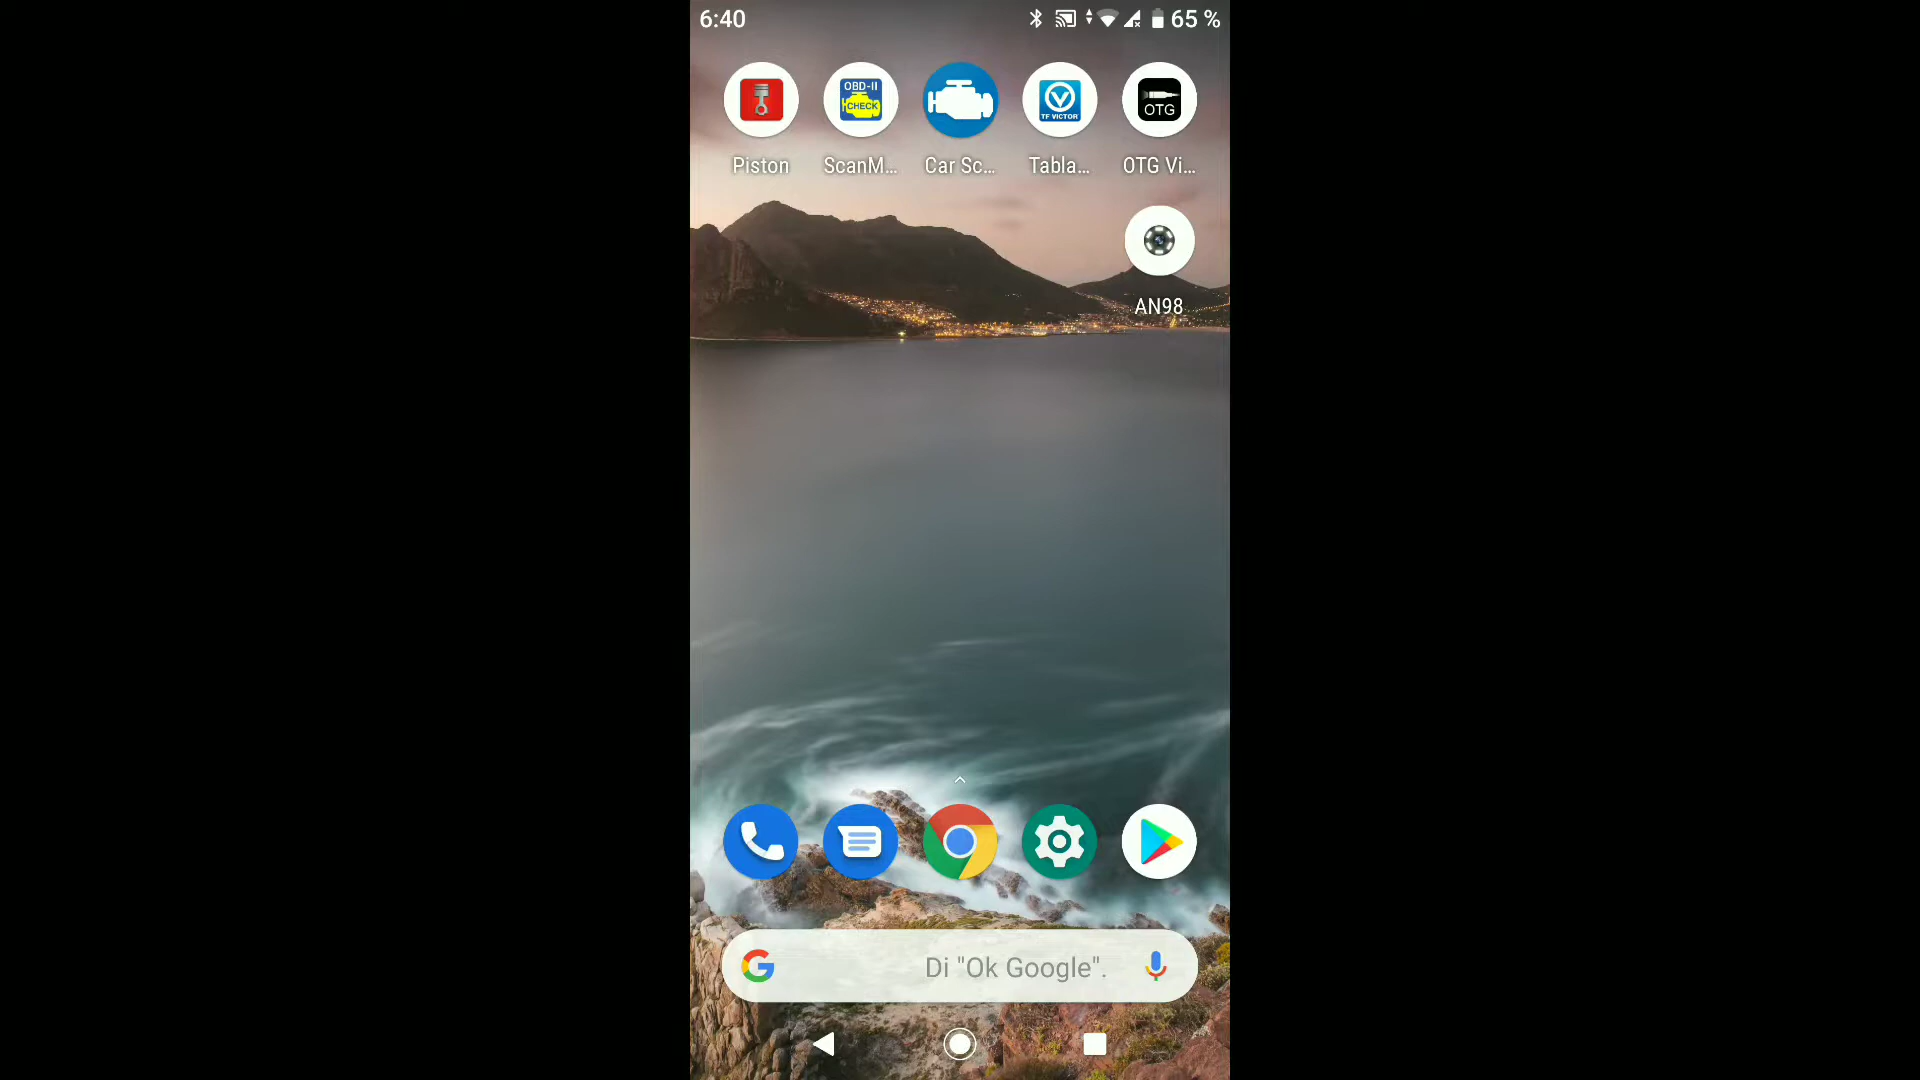 6:40
65 %
OBD-II
CHECK
TF VICTOR
OTG
Piston
ScanM...
Car Sc...
Tabla...
OTG Vi...
AN98
Di "Ok Google".